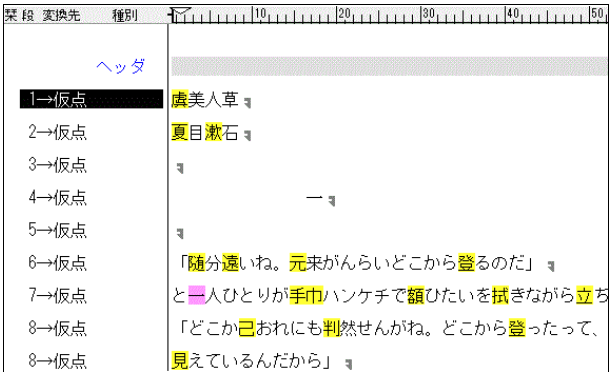 栞 段 変換先 種別 10 20 30 40 50
ヘッダ
1→仮点 虞美人草
2→仮点 夏目漱石
3→仮点
4→仮点 一
5→仮点
6→仮点 「随分遠いね。元来がんらいどこから登るのだ」
7→仮点 と一人ひとりが手巾ハンケチで額ひたいを拭きながら立ち
8→仮点 「どこか己おれにも判然せんがね。どこから登ったって、
8→仮点 見えているんだから」